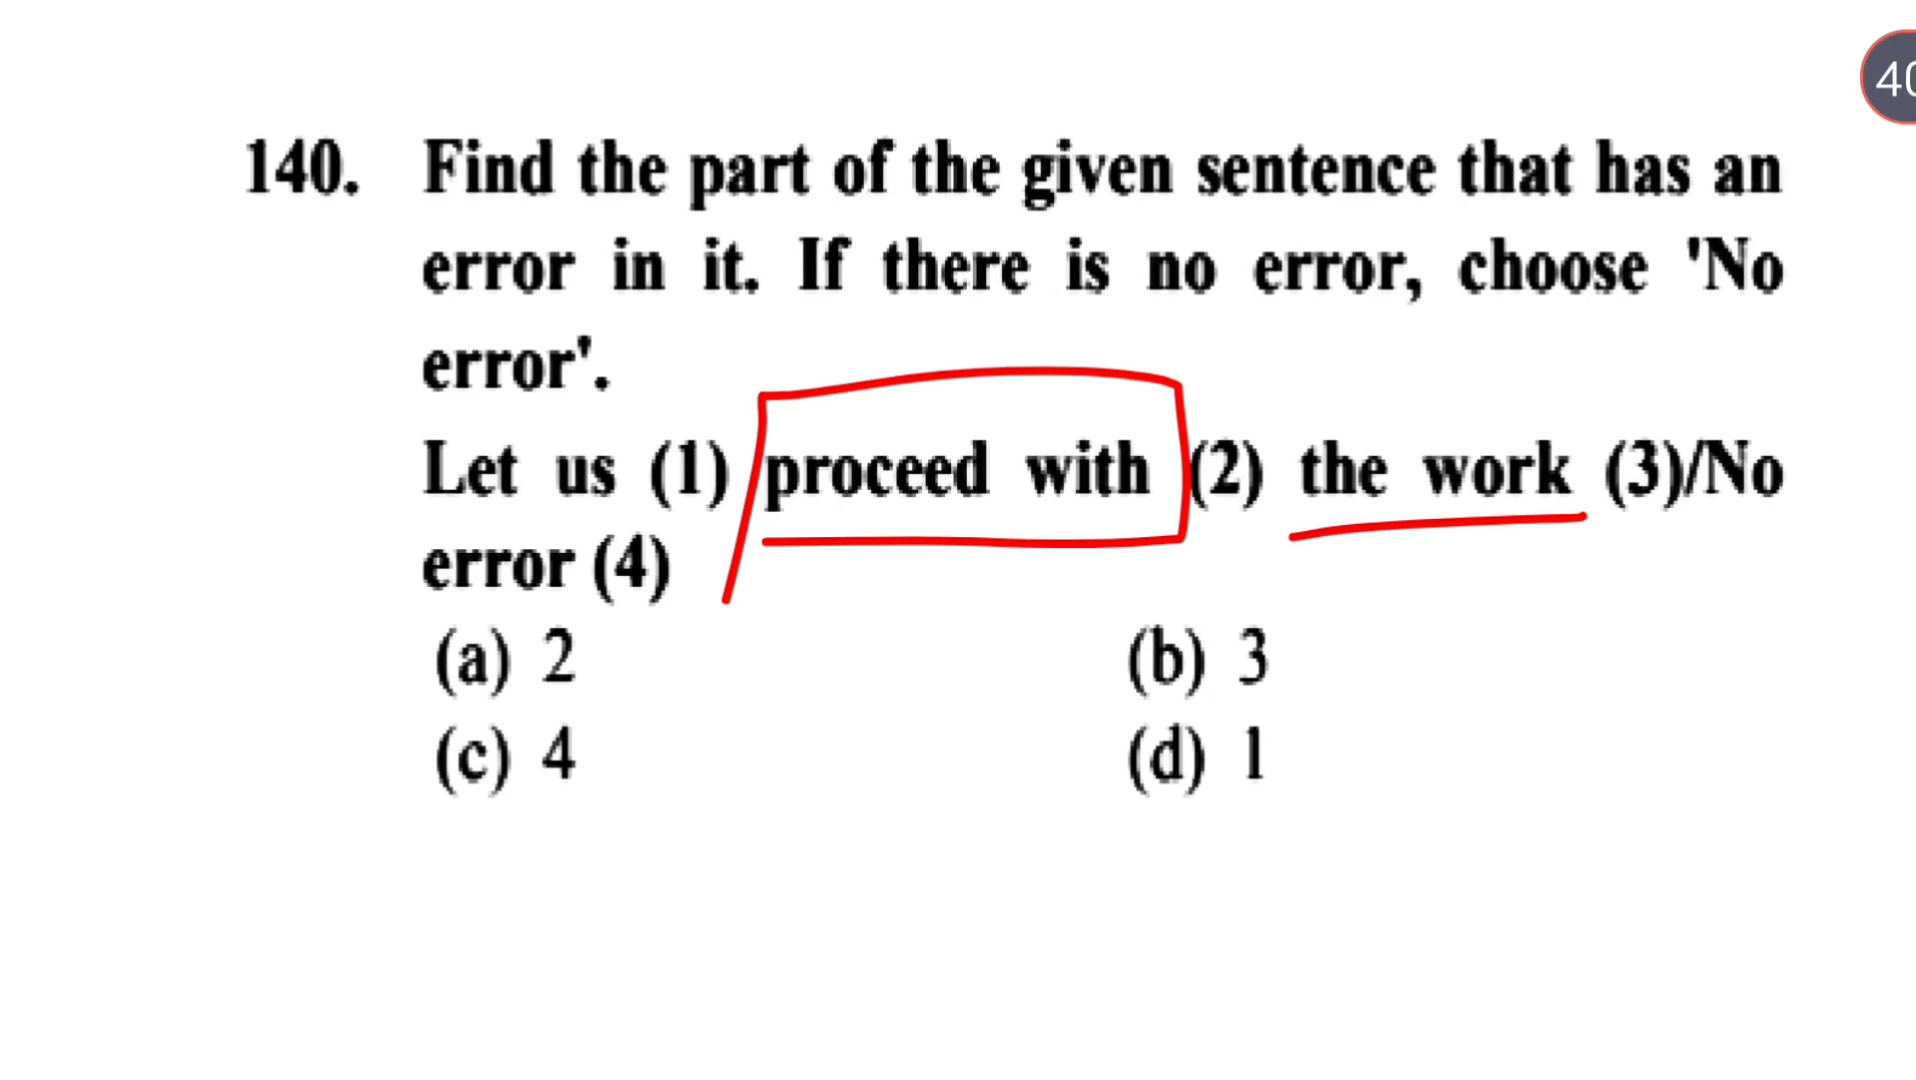 40
140. Find the part of the given sentence that has an
error in it. If there is no error, choose 'No
error'.
Let us (1) proceed with (2) the work (3)/No
error (4)
(a) 2 (b) 3
(c) 4 (d) 1